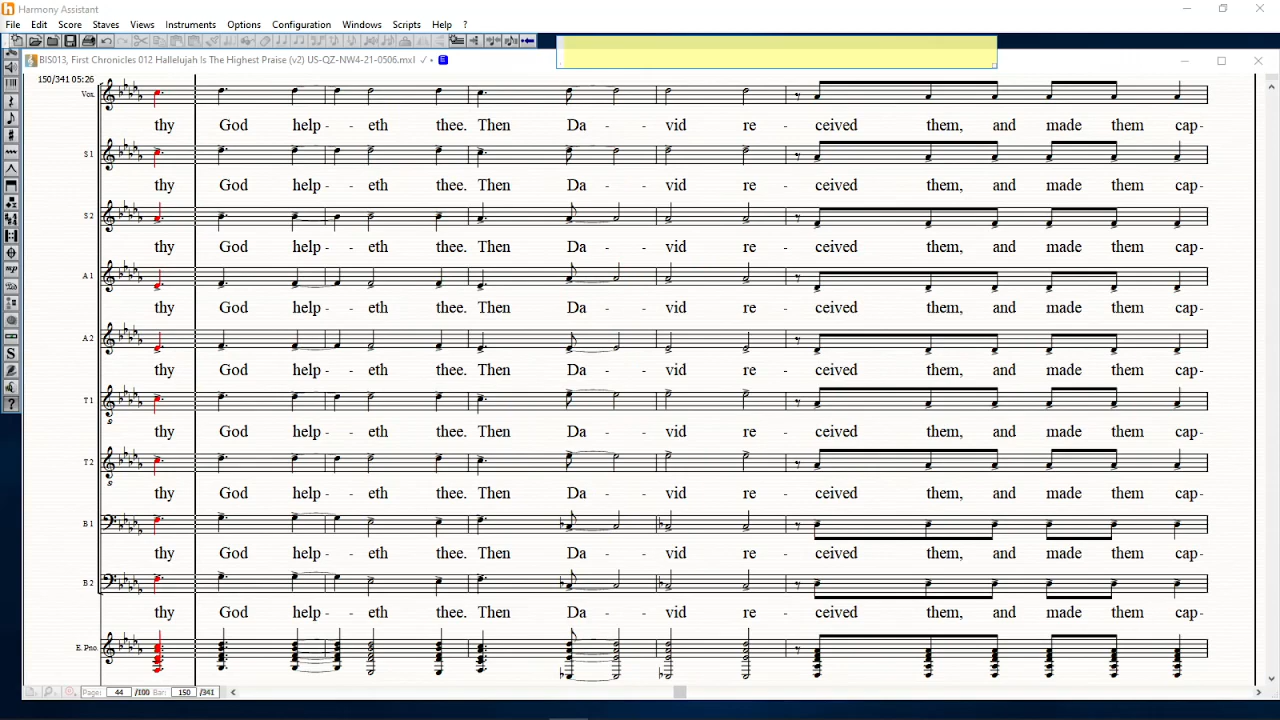 Harmony Assistant
File Edit Score Staves Views Instruments Options Configuration Windows Scripts Help ?
BIS013, First Chronicles 012 Hallelujah Is The Highest Praise (v2) US-QZ-NW4-21-0506.mxl
150/341 05:26
Vox.
thy God help - - eth thee. Then Da - - vid re - ceived them, and made them cap-
S 1
thy God help - - eth thee. Then Da - - vid re - ceived them, and made them cap-
S 2
thy God help - - eth thee. Then Da - - vid re - ceived them, and made them cap-
A 1
thy God help - - eth thee. Then Da - - vid re - ceived them, and made them cap-
A 2
thy God help - - eth thee. Then Da - - vid re - ceived them, and made them cap-
T 1
8
thy God help - - eth thee. Then Da - - vid re - ceived them, and made them cap-
T 2
8
thy God help - - eth thee. Then Da - - vid re - ceived them, and made them cap-
B 1
thy God help - - eth thee. Then Da - - vid re - ceived them, and made them cap-
B 2
thy God help - - eth thee. Then Da - - vid re - ceived them, and made them cap-
E. Pno.
Page: 44 /100 Bar: 150 /341